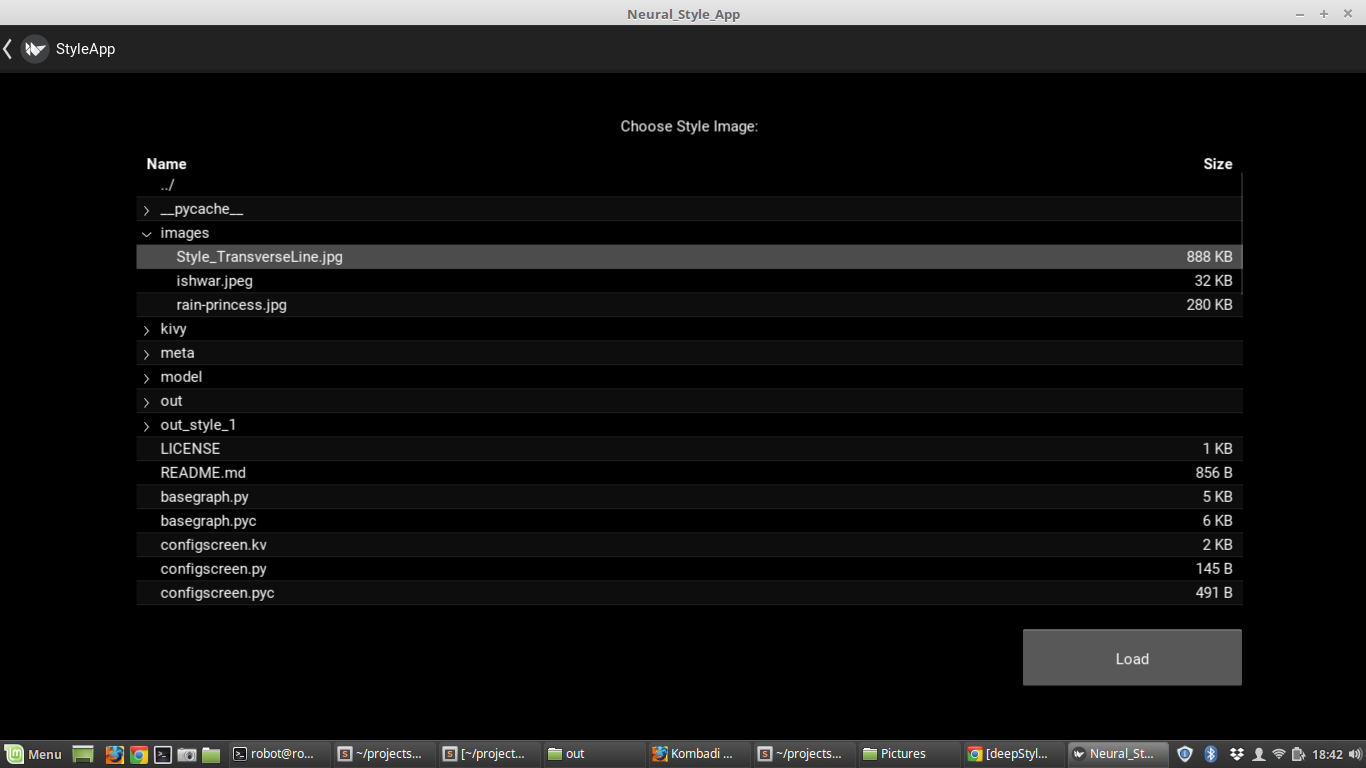 Neural_Style_App
StyleApp
Choose Style Image:
Name Size
../
__pycache__
images
Style_TransverseLine.jpg 888 KB
ishwar.jpeg 32 KB
rain-princess.jpg 280 KB
kivy
meta
model
out
out_style_1
LICENSE 1 KB
README.md 856 B
basegraph.py 5 KB
basegraph.pyc 6 KB
configscreen.kv 2 KB
configscreen.py 145 B
configscreen.pyc 491 B
Load
Menu robot@ro... ~/projects... [~/project... out Kombadi ... ~/projects... Pictures [deepStyl... Neural_St... 18:42